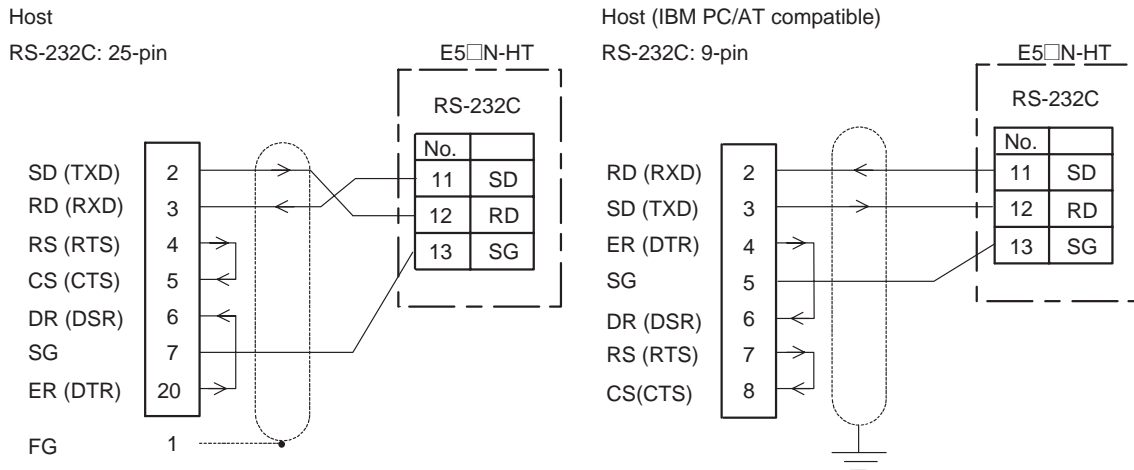 Host
RS-232C: 25-pin
E5□N-HT
RS-232C
No.
11 SD
12 RD
13 SG
SD (TXD) 2
RD (RXD) 3
RS (RTS) 4
CS (CTS) 5
DR (DSR) 6
SG 7
ER (DTR) 20
FG 1
Host (IBM PC/AT compatible)
RS-232C: 9-pin
E5□N-HT
RS-232C
No.
11 SD
12 RD
13 SG
RD (RXD) 2
SD (TXD) 3
ER (DTR) 4
SG 5
DR (DSR) 6
RS (RTS) 7
CS(CTS) 8